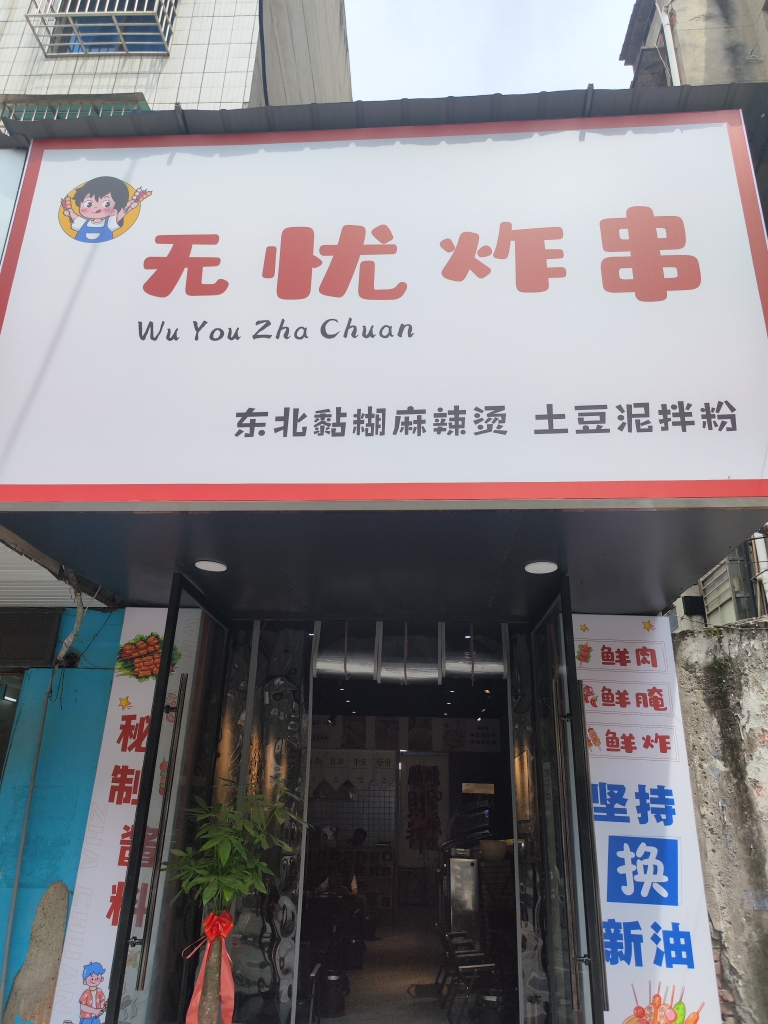 无忧炸串
Wu You Zha Chuan
东北黏糊麻辣烫 土豆泥拌粉
秘制酱料
鲜肉
鲜腌
鲜炸
坚持
换
新油